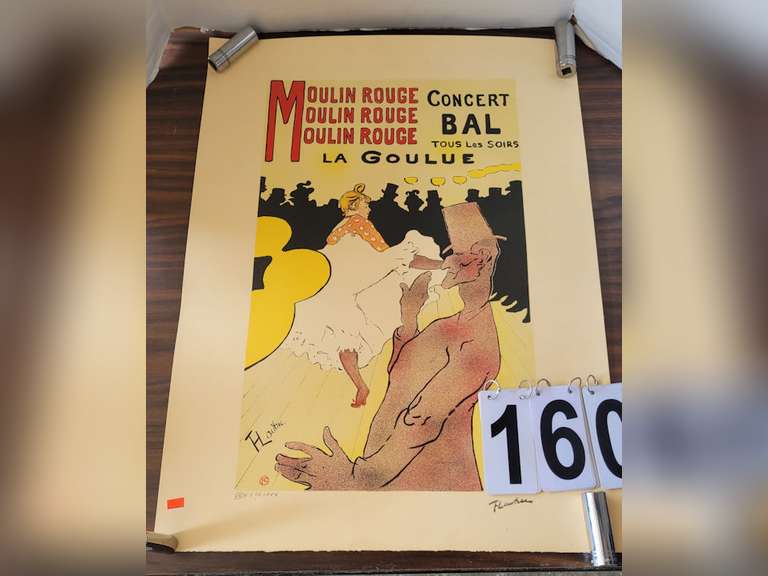 MOULIN ROUGE CONCERT
MOULIN ROUGE BAL
MOULIN ROUGE TOUS Les SOIRS
LA GOULUE
160